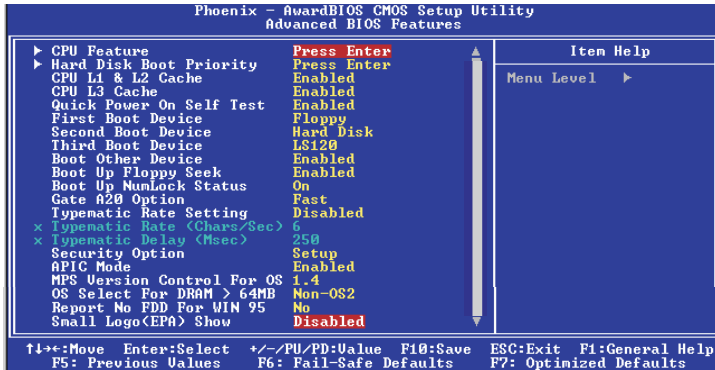 Phoenix - AwardBIOS CMOS Setup Utility
Advanced BIOS Features
CPU Feature Press Enter
Hard Disk Boot Priority Press Enter
CPU L1 & L2 Cache Enabled
CPU L3 Cache Enabled
Quick Power On Self Test Enabled
First Boot Device Floppy
Second Boot Device Hard Disk
Third Boot Device LS120
Boot Other Device Enabled
Boot Up Floppy Seek Enabled
Boot Up NumLock Status On
Gate A20 Option Fast
Typematic Rate Setting Disabled
x Typematic Rate (Chars/Sec) 6
x Typematic Delay (Msec) 250
Security Option Setup
APIC Mode Enabled
MPS Version Control For OS 1.4
OS Select For DRAM > 64MB Non-OS2
Report No FDD For WIN 95 No
Small Logo(EPA) Show Disabled
Item Help
Menu Level
↑↓→←:Move Enter:Select +/-/PU/PD:Value F10:Save ESC:Exit F1:General Help
F5: Previous Values F6: Fail-Safe Defaults F7: Optimized Defaults